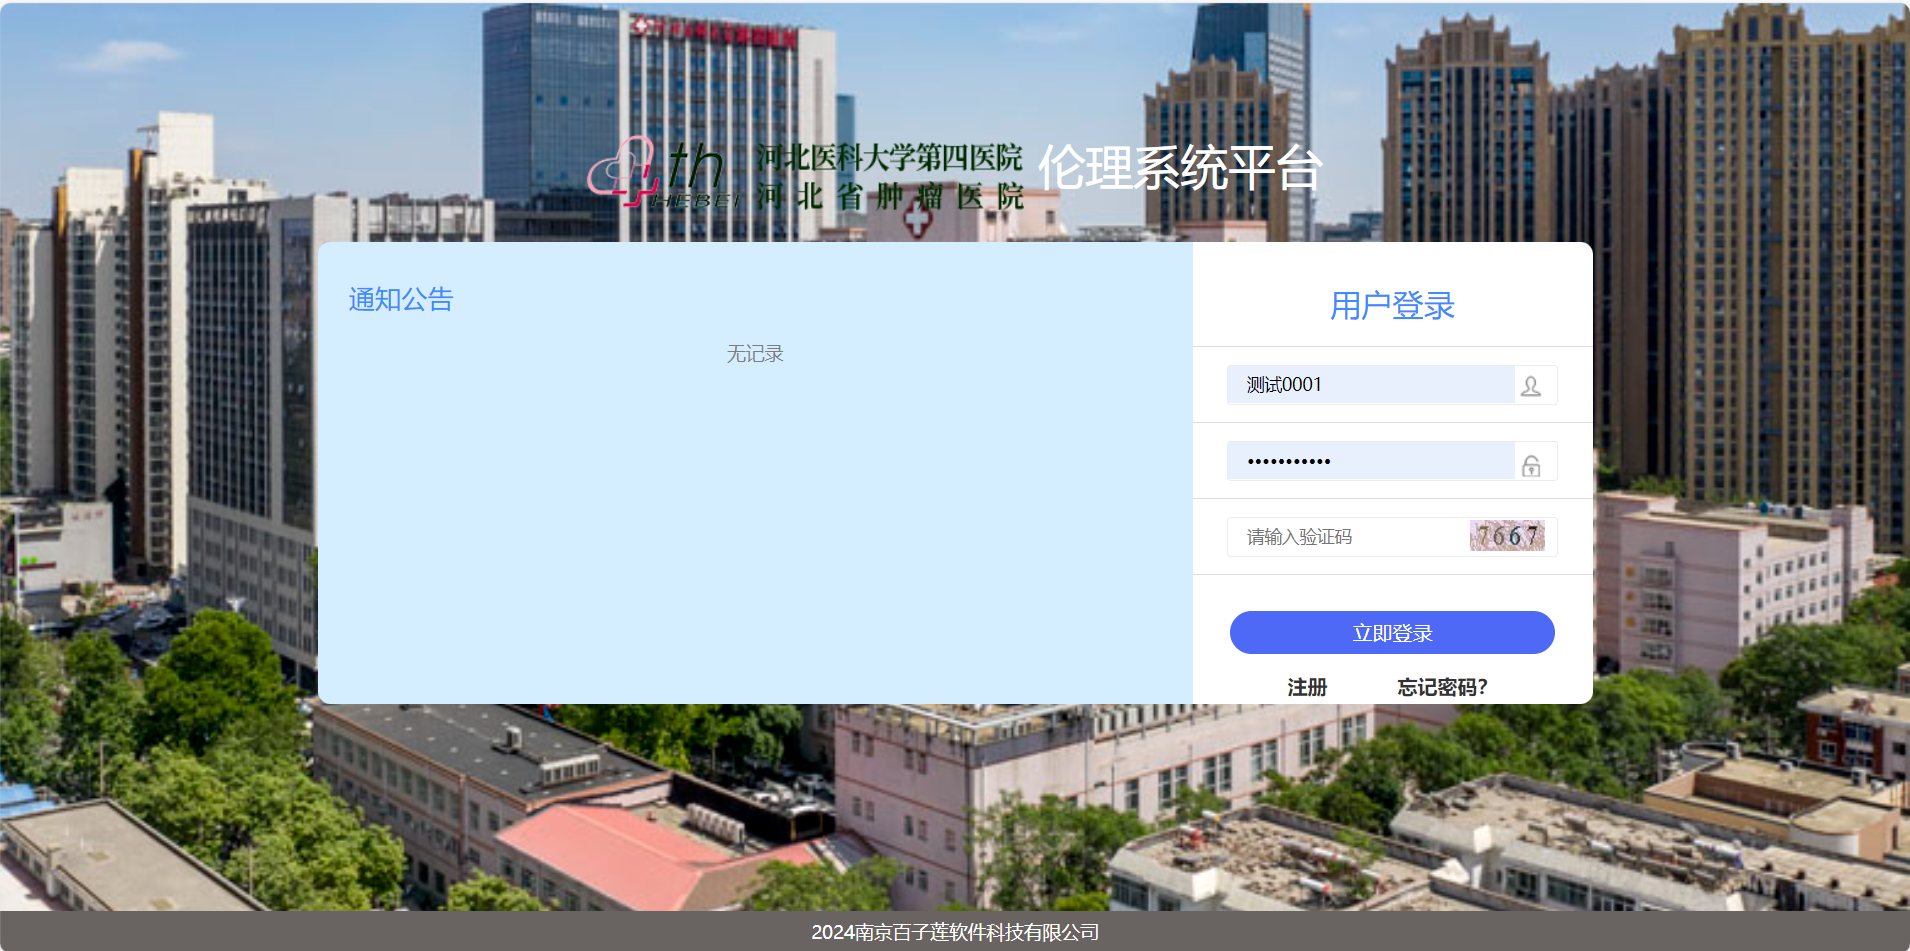 th
HEBEI
河北医科大学第四医院
河北省肿瘤医院
伦理系统平台
通知公告
无记录
用户登录
测试0001
•••••••••••
请输入验证码
7667
立即登录
注册
忘记密码?
2024南京百子莲软件科技有限公司